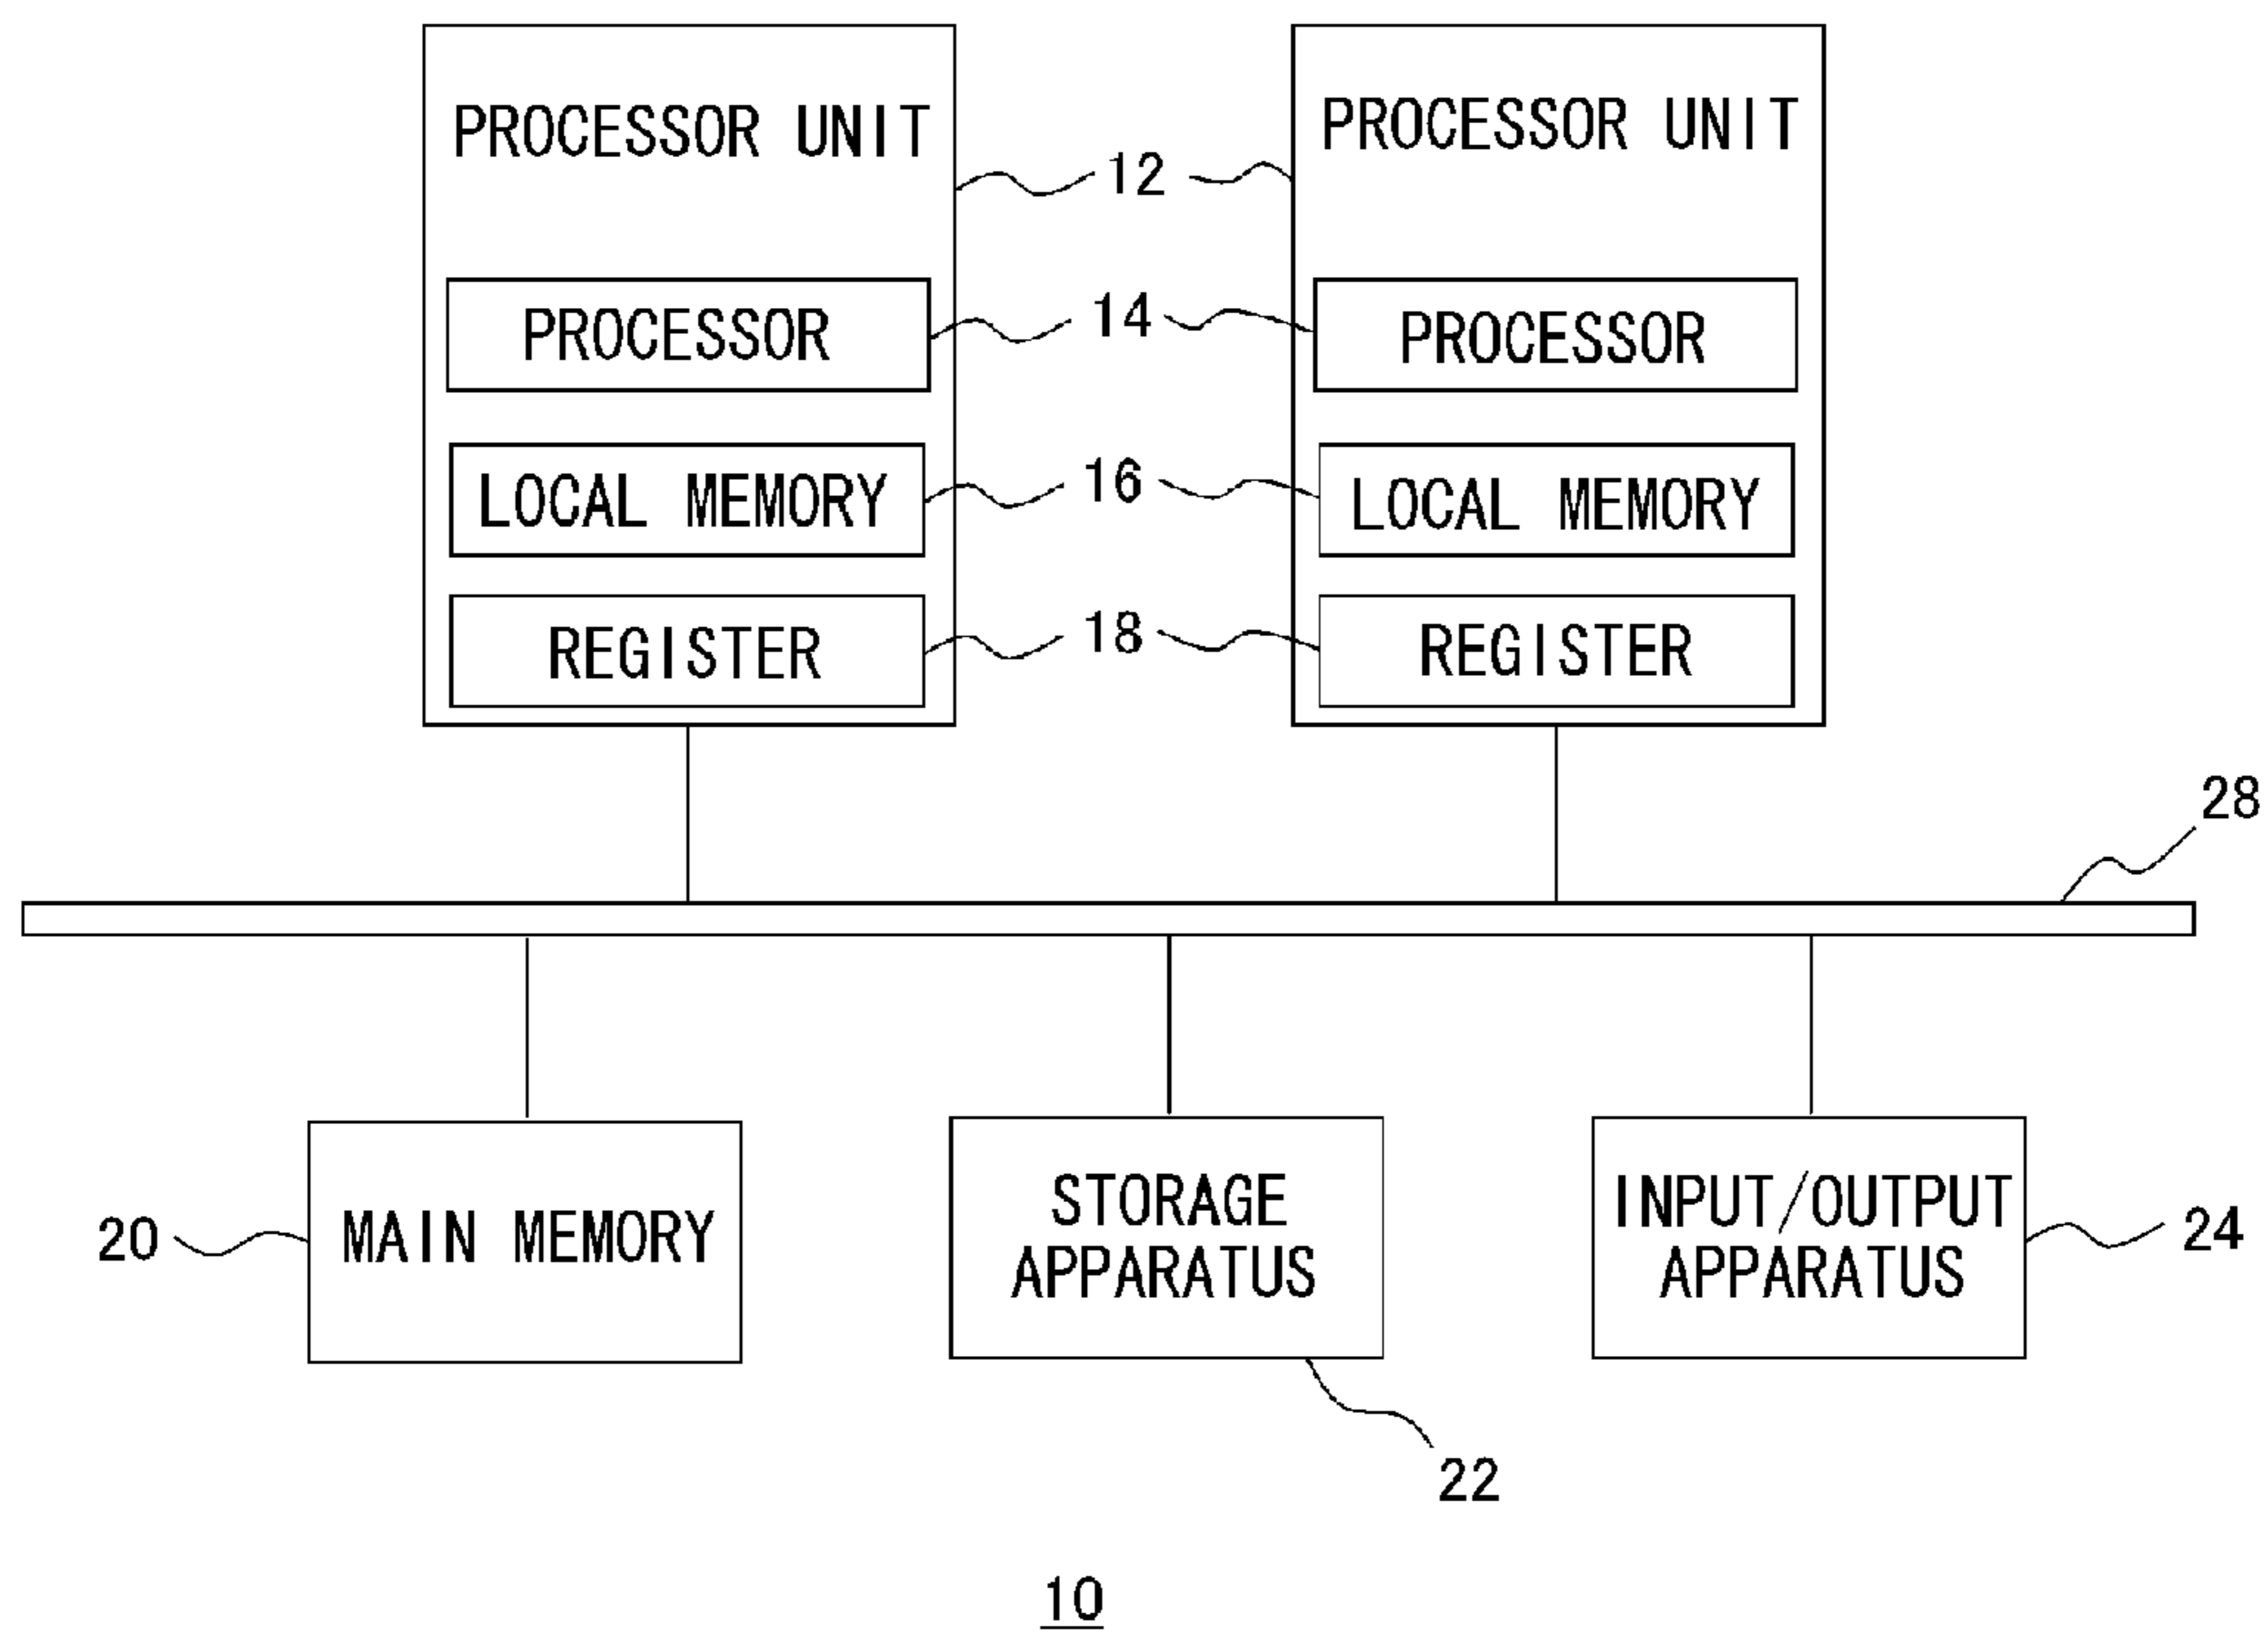 PROCESSOR UNIT
PROCESSOR UNIT
12
PROCESSOR
14
PROCESSOR
LOCAL MEMORY
16
LOCAL MEMORY
REGISTER
18
REGISTER
28
20
MAIN MEMORY
STORAGE
APPARATUS
INPUT/OUTPUT
APPARATUS
24
22
10